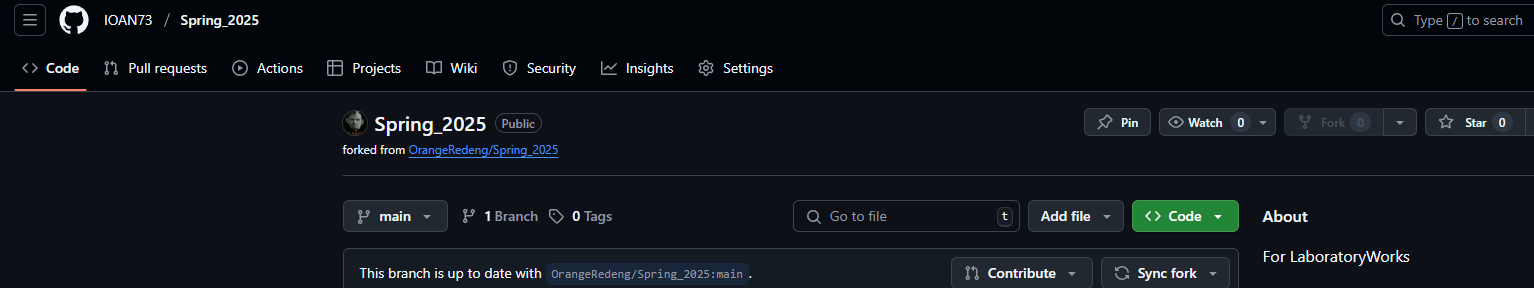 IOAN73 / Spring_2025
Type / to search
Code Pull requests Actions Projects Wiki Security Insights Settings
Spring_2025 Public
Pin Watch 0 Fork 0 Star 0
forked from OrangeRedeng/Spring_2025
main 1 Branch 0 Tags
Go to file t Add file Code
About
This branch is up to date with OrangeRedeng/Spring_2025:main.
Contribute Sync fork
For LaboratoryWorks